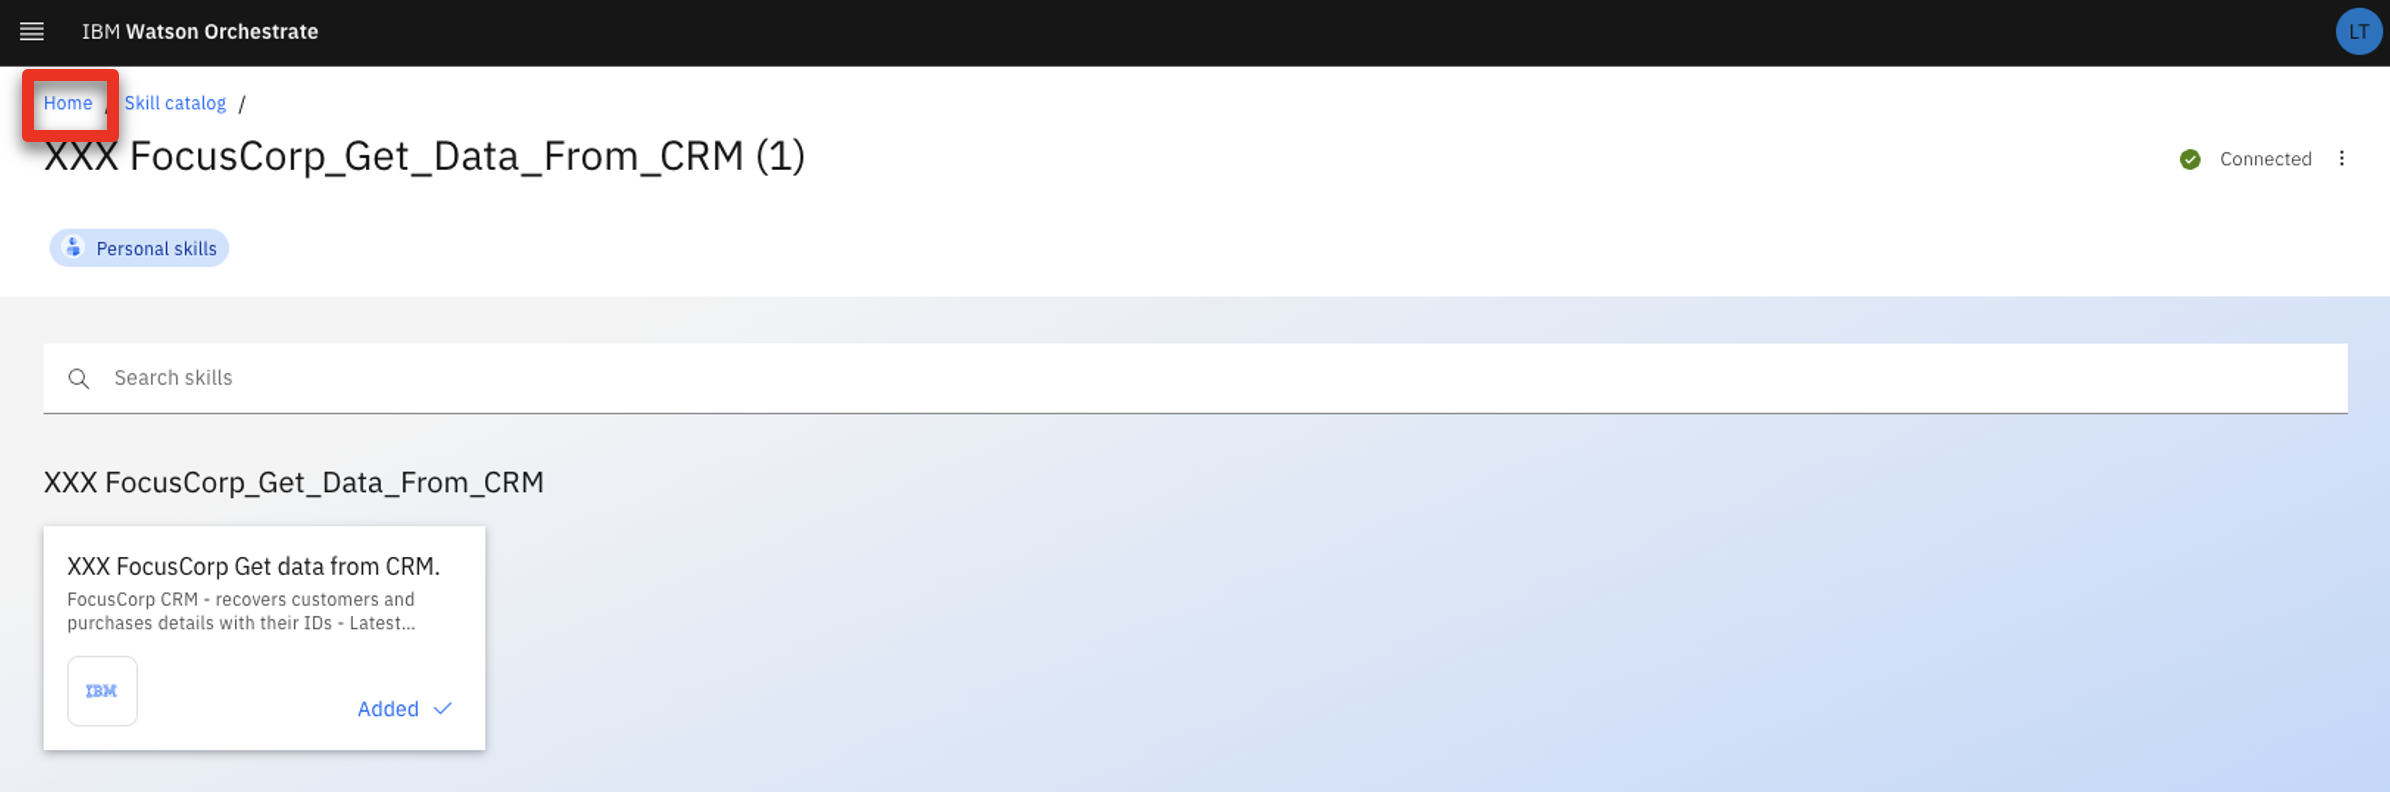 IBM Watson Orchestrate
LT
Home / Skill catalog /
XXX FocusCorp_Get_Data_From_CRM (1)
Connected
Personal skills
Search skills
XXX FocusCorp_Get_Data_From_CRM
XXX FocusCorp Get data from CRM.
FocusCorp CRM - recovers customers and
purchases details with their IDs - Latest...
IBM
Added